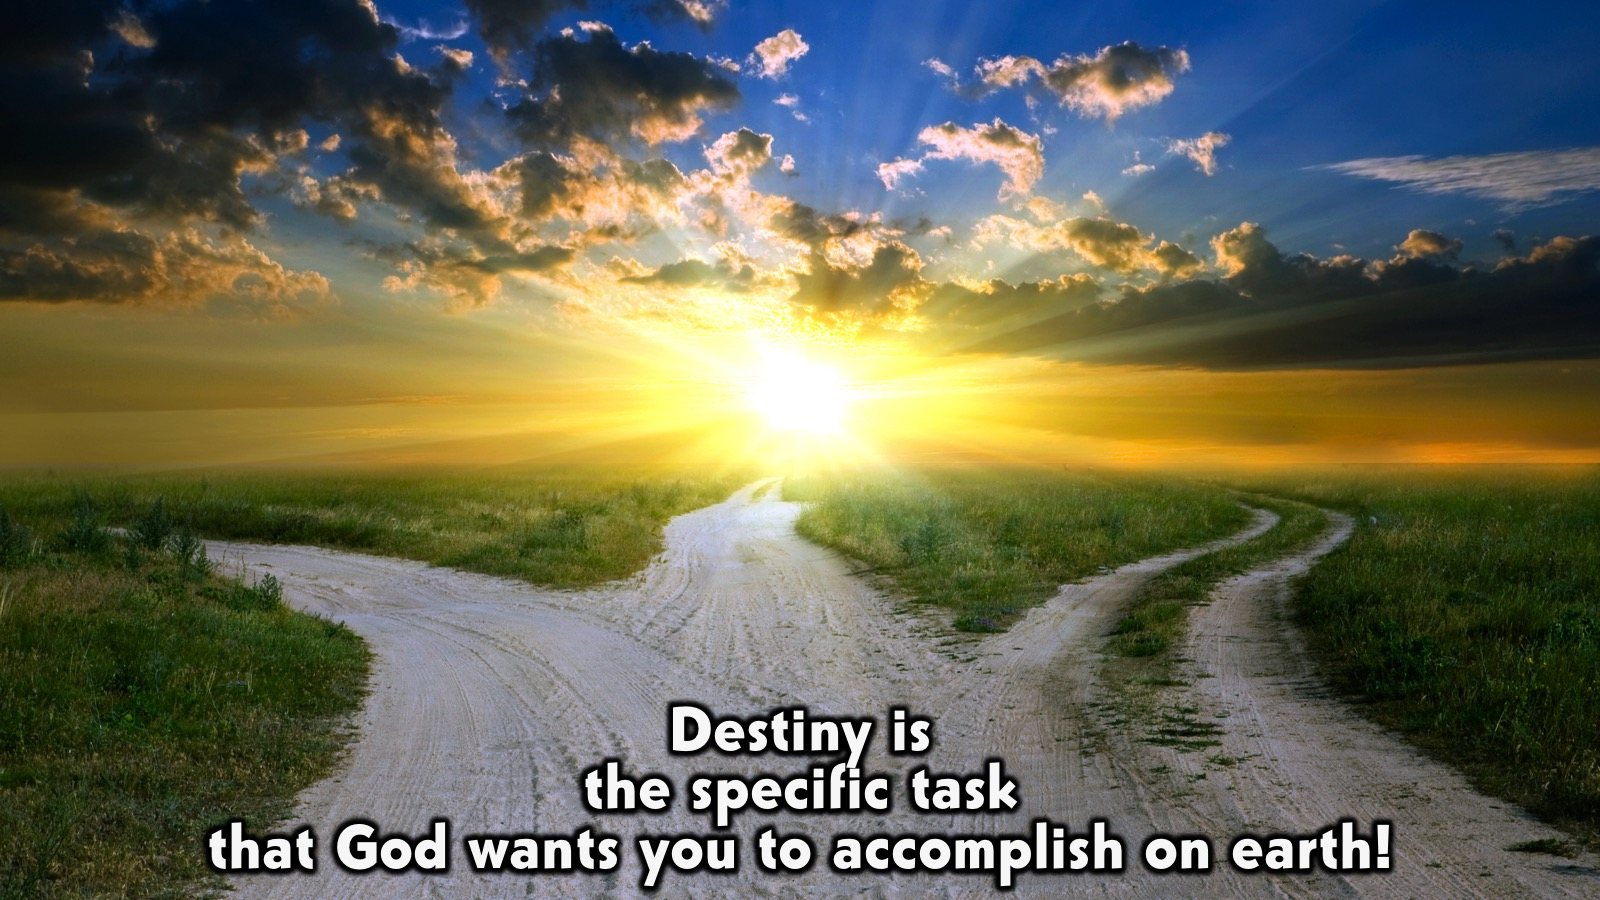 Destiny is
the specific task
that God wants you to accomplish on earth!